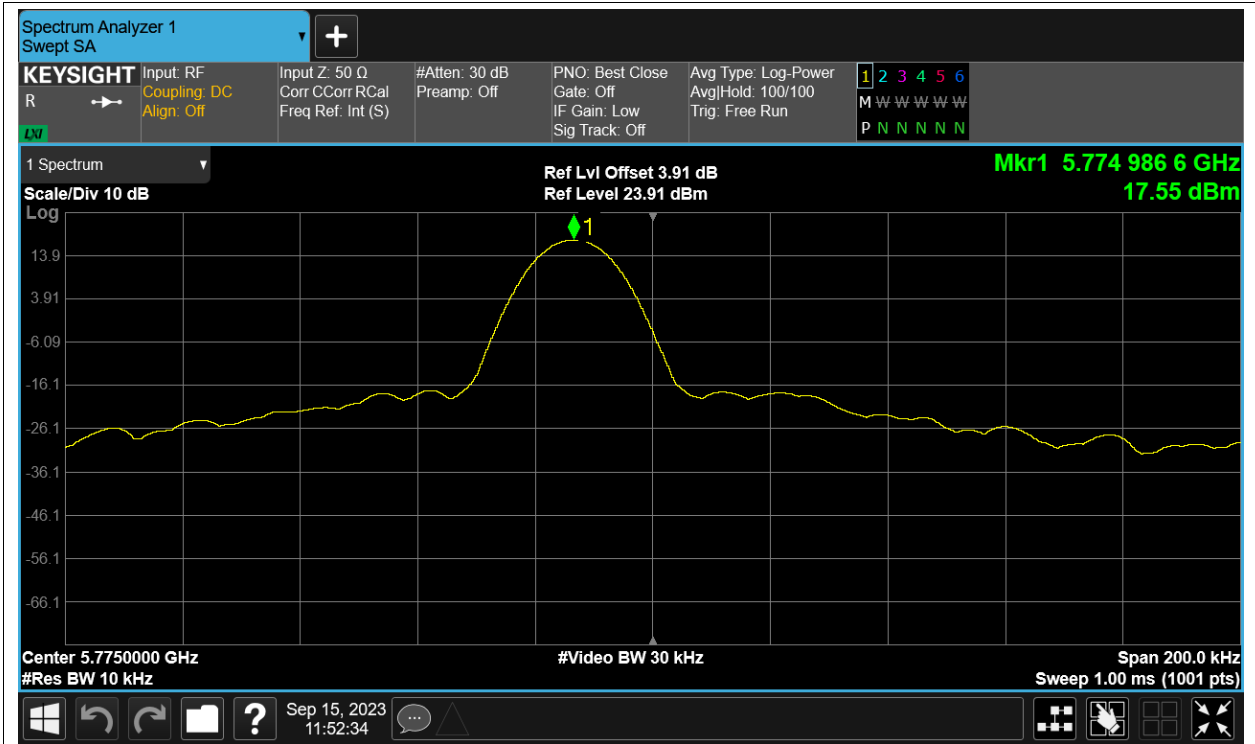 Spectrum Analyzer 1
Swept SA
+
KEYSIGHT
R
LXI
Input: RF
Coupling: DC
Align: Off
Input Z: 50 Ω
Corr CCorr RCal
Freq Ref: Int (S)
#Atten: 30 dB
Preamp: Off
PNO: Best Close
Gate: Off
IF Gain: Low
Sig Track: Off
Avg Type: Log-Power
Avg|Hold: 100/100
Trig: Free Run
1 2 3 4 5 6
M W W W W W
P N N N N N
1 Spectrum
Scale/Div 10 dB
Log
Ref Lvl Offset 3.91 dB
Ref Level 23.91 dBm
Mkr1 5.774 986 6 GHz
17.55 dBm
1
13.9
3.91
-6.09
-16.1
-26.1
-36.1
-46.1
-56.1
-66.1
Center 5.7750000 GHz
#Res BW 10 kHz
#Video BW 30 kHz
Span 200.0 kHz
Sweep 1.00 ms (1001 pts)
?
Sep 15, 2023
11:52:34